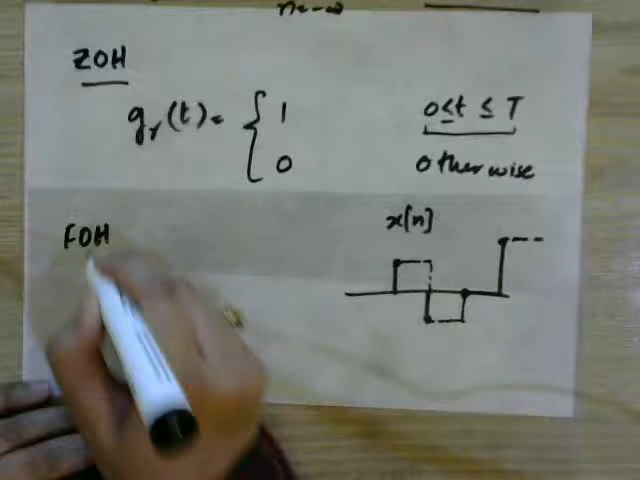 ZOH
gᵣ(t) = { 1 0≤t ≤ T
0 otherwise
x[n]
FOH